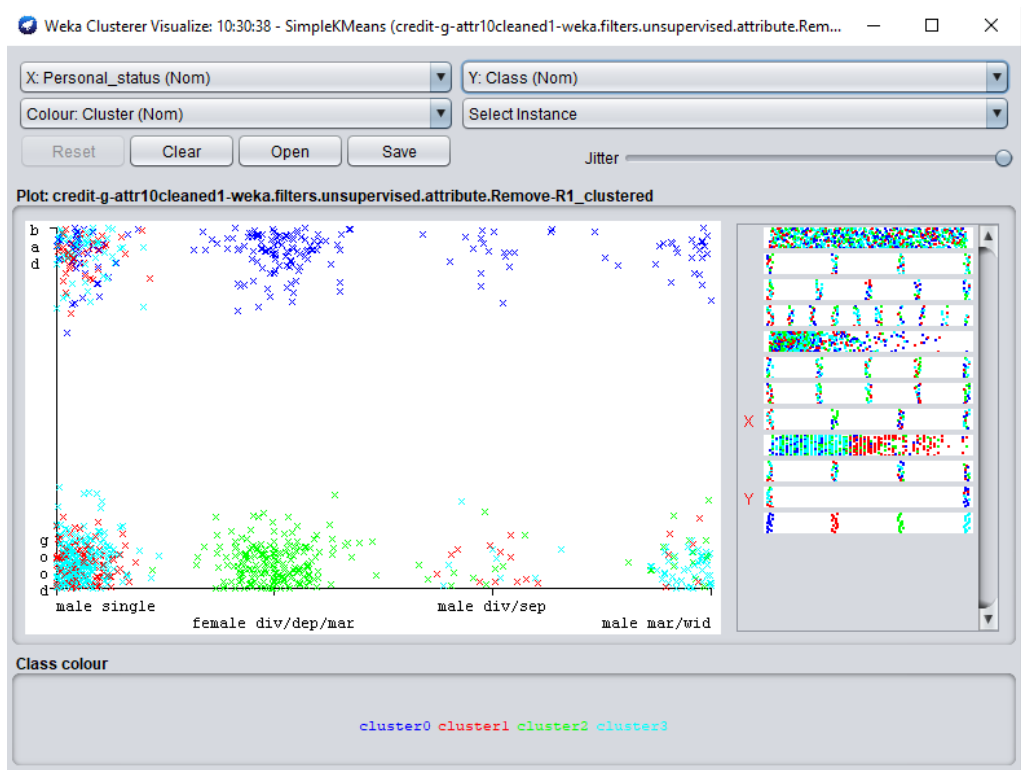 Weka Clusterer Visualize: 10:30:38 - SimpleKMeans (credit-g-attr10cleaned1-weka.filters.unsupervised.attribute.Rem...
X: Personal_status (Nom)
Y: Class (Nom)
Colour: Cluster (Nom)
Select Instance
Reset
Clear
Open
Save
Jitter
Plot: credit-g-attr10cleaned1-weka.filters.unsupervised.attribute.Remove-R1_clustered
bad
X
Y
good
male single
male div/sep
female div/dep/mar
male mar/wid
Class colour
cluster0 cluster1 cluster2 cluster3